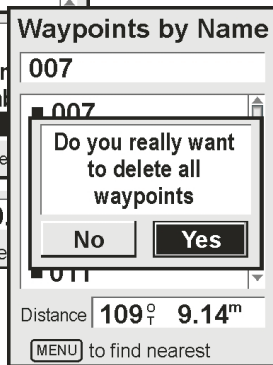 Waypoints by Name
007
007
Do you really want
to delete all
waypoints
No Yes
011
Distance 109°T 9.14m
MENU to find nearest